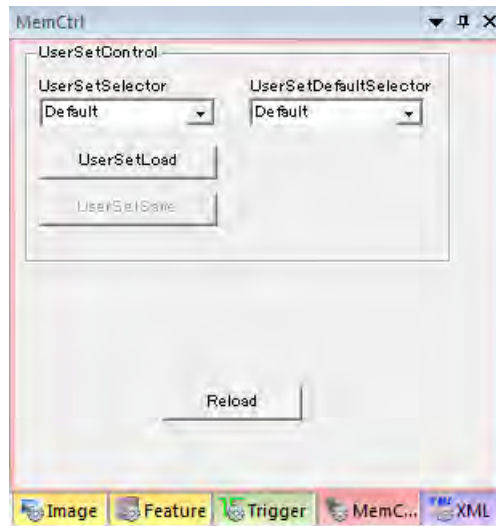 MemCtrl
UserSetControl
UserSetSelector UserSetDefaultSelector
Default Default
UserSetLoad
UserSetSave
Reload
Image Feature Trigger MemC... XML